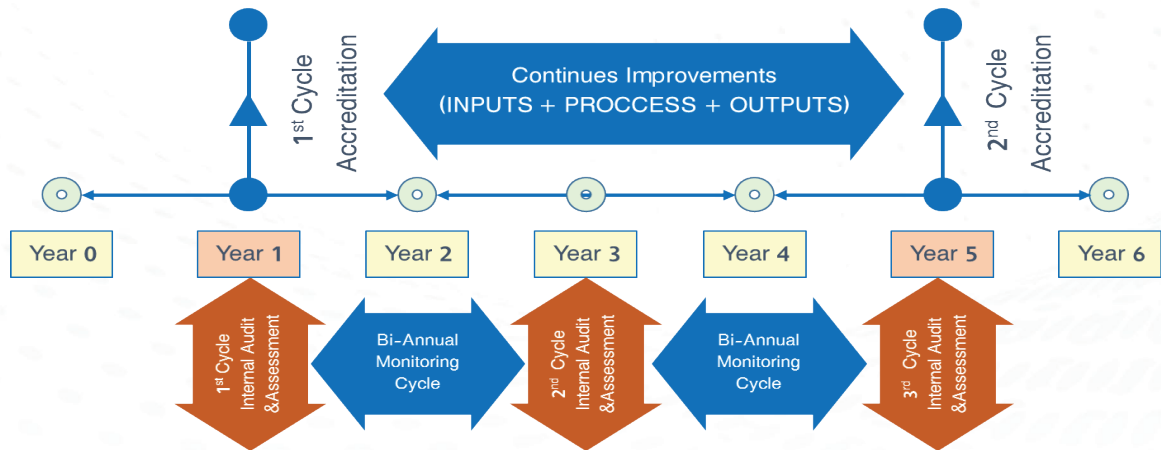 1st Cycle
Accreditation
Continues Improvements
(INPUTS + PROCCESS + OUTPUTS)
2nd Cycle
Accreditation
Year 0
Year 1
Year 2
Year 3
Year 4
Year 5
Year 6
1st Cycle
Internal Audit
&Assessment
Bi-Annual
Monitoring
Cycle
2nd Cycle
Internal Audit
&Assessment
Bi-Annual
Monitoring
Cycle
3rd Cycle
Internal Audit
&Assessment